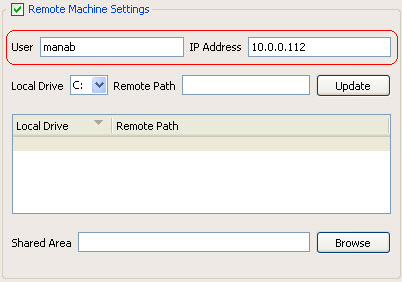 Remote Machine Settings
User manab IP Address 10.0.0.112
Local Drive C: Remote Path Update
Local Drive Remote Path
Shared Area Browse